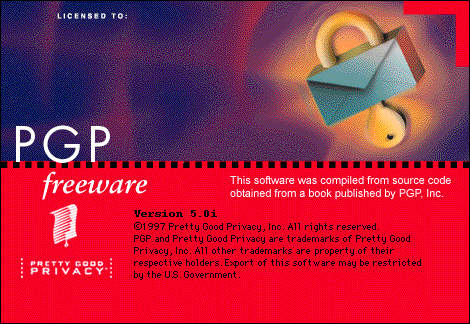 LICENSED TO:
PGP
freeware
This software was compiled from source code
obtained from a book published by PGP, Inc.
PRETTY GOOD
PRIVACY
Version 5.0i
©1997 Pretty Good Privacy, Inc. All rights reserved.
PGP and Pretty Good Privacy are trademarks of Pretty Good
Privacy, Inc. All other trademarks are property of their
respective holders. Export of this software may be restricted
by the U.S. Government.